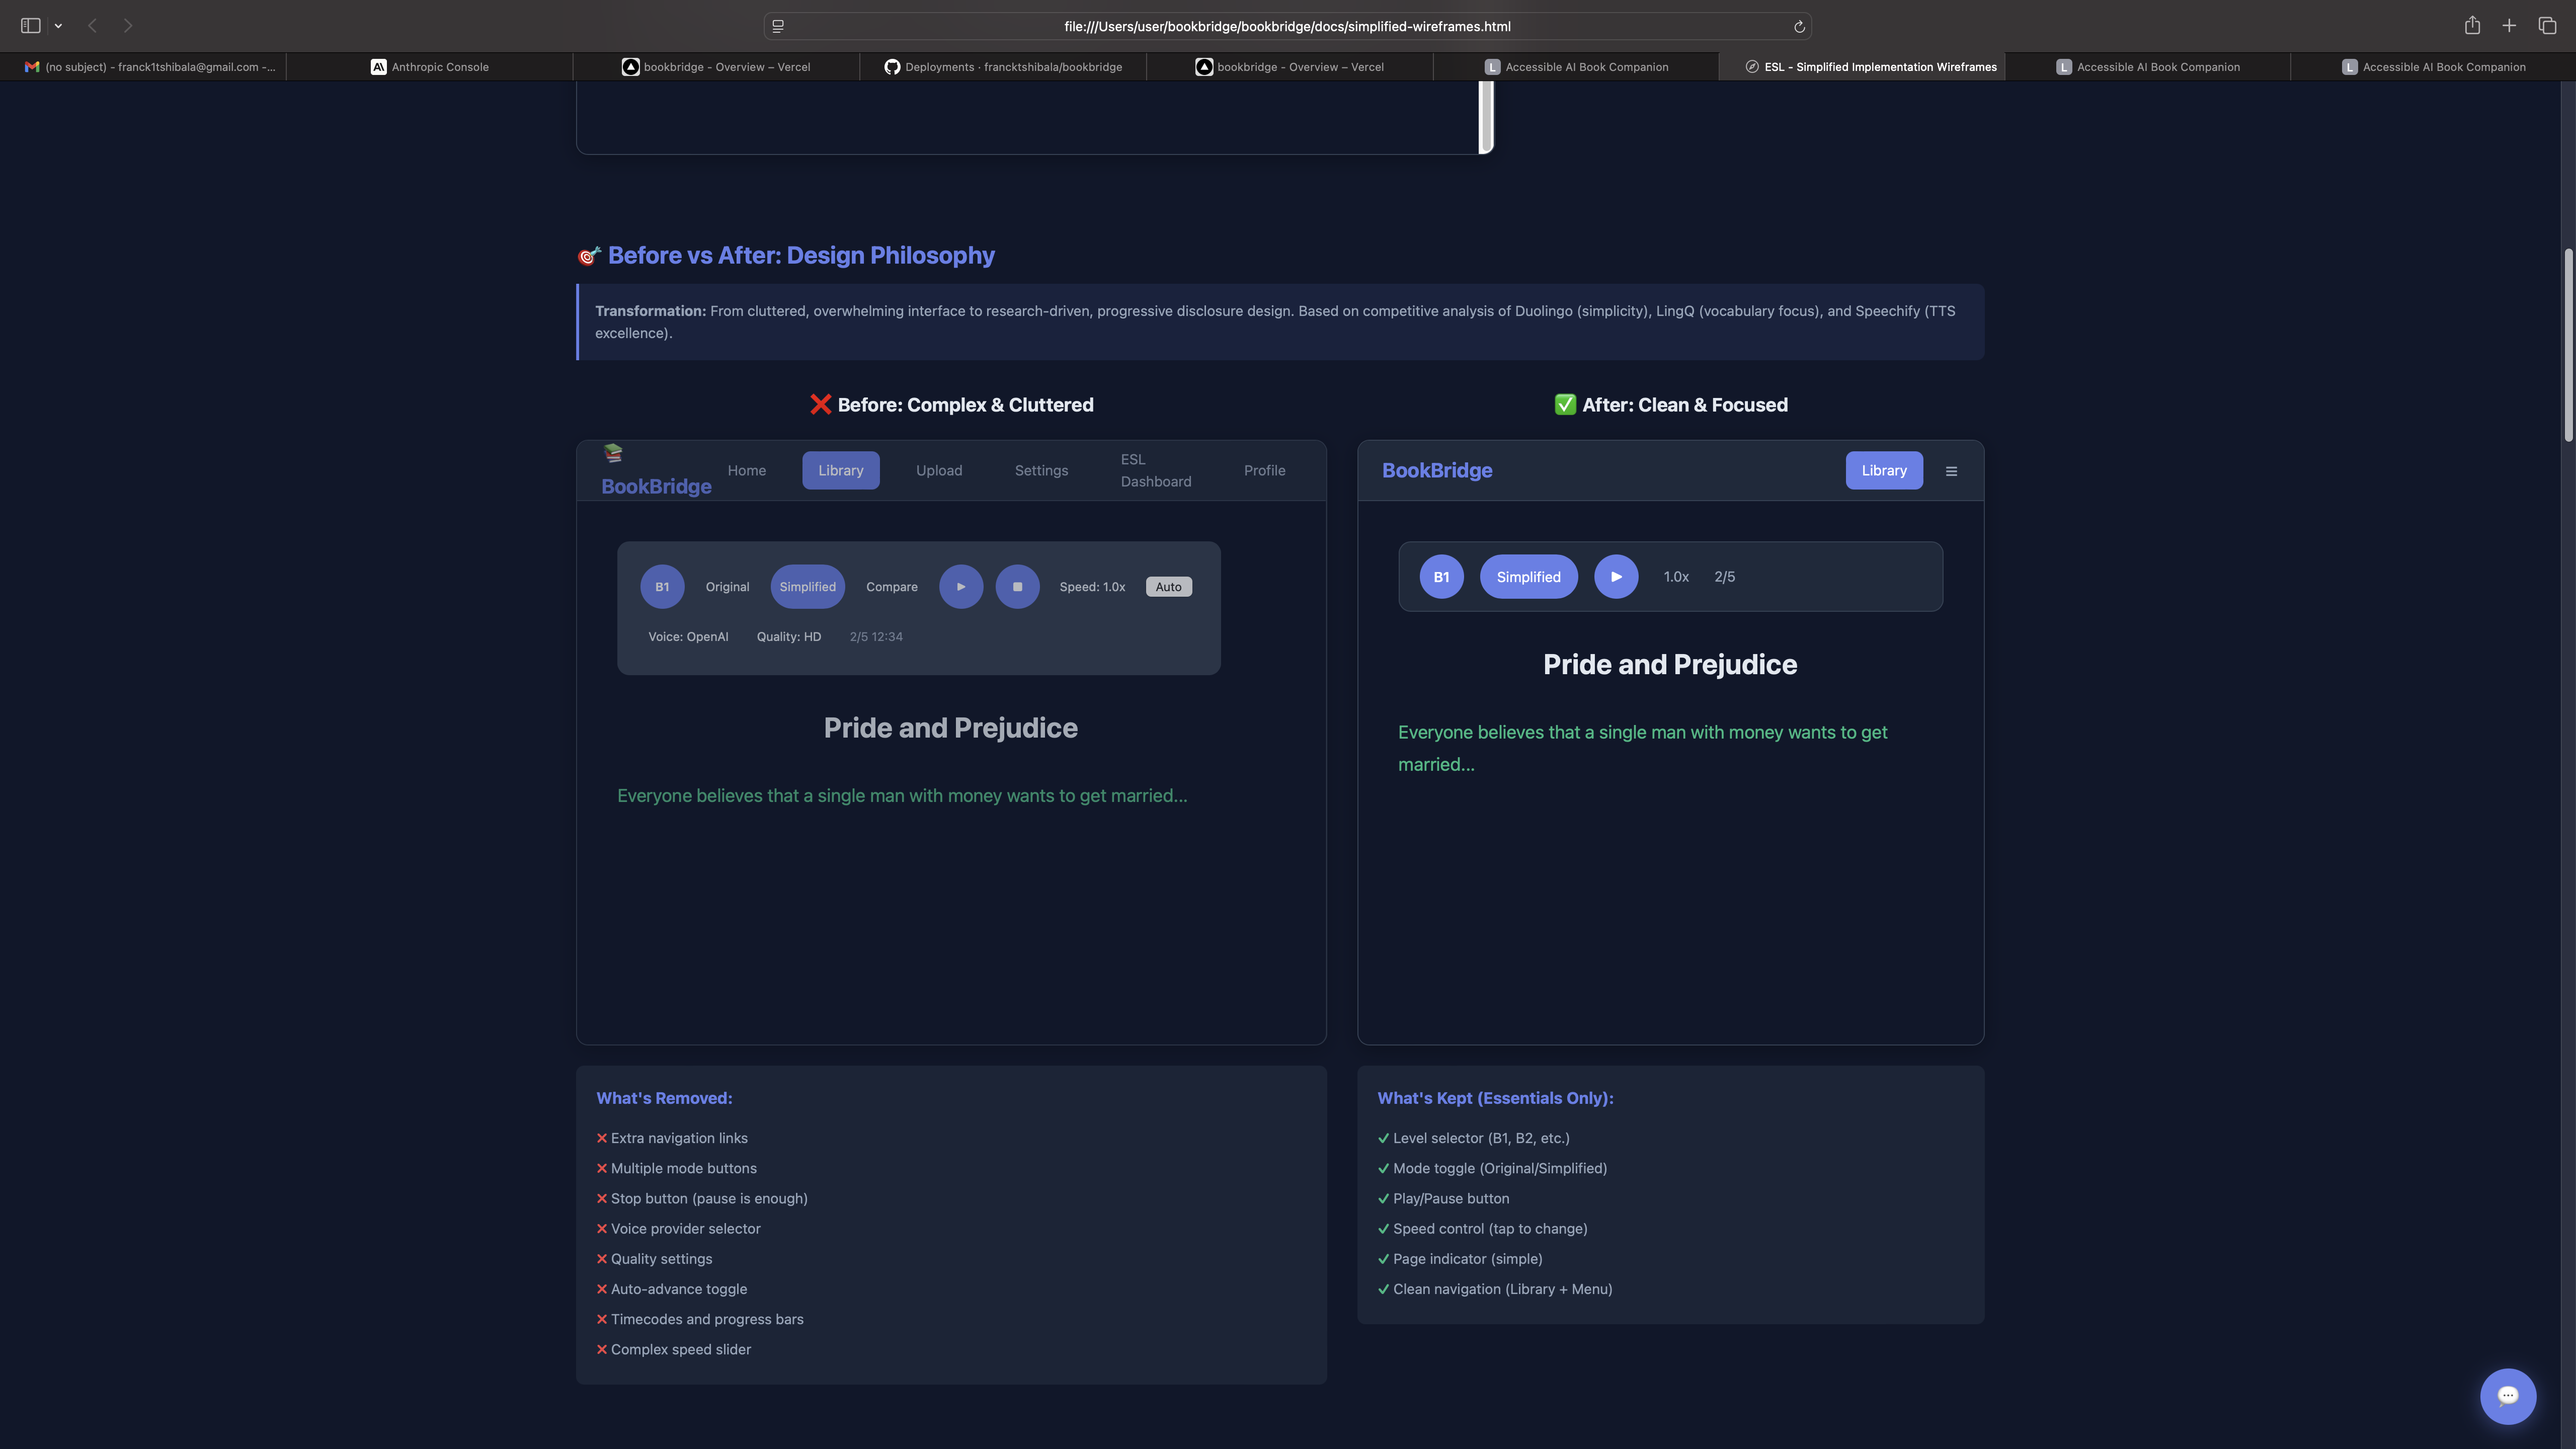 file:///Users/user/bookbridge/bookbridge/docs/simplified-wireframes.html
(no subject) - franck1tshibala@gmail.com -...
Anthropic Console
bookbridge - Overview – Vercel
Deployments · francktshibala/bookbridge
bookbridge - Overview – Vercel
L Accessible AI Book Companion
ESL - Simplified Implementation Wireframes
L Accessible AI Book Companion
L Accessible AI Book Companion
Before vs After: Design Philosophy
Transformation: From cluttered, overwhelming interface to research-driven, progressive disclosure design. Based on competitive analysis of Duolingo (simplicity), LingQ (vocabulary focus), and Speechify (TTS
excellence).
Before: Complex & Cluttered
BookBridge
Home
Library
Upload
Settings
ESL
Dashboard
Profile
B1
Original
Simplified
Compare
Speed: 1.0x
Auto
Voice: OpenAI
Quality: HD
2/5 12:34
Pride and Prejudice
Everyone believes that a single man with money wants to get married...
What's Removed:
Extra navigation links
Multiple mode buttons
Stop button (pause is enough)
Voice provider selector
Quality settings
Auto-advance toggle
Timecodes and progress bars
Complex speed slider
After: Clean & Focused
BookBridge
Library
B1
Simplified
1.0x
2/5
Pride and Prejudice
Everyone believes that a single man with money wants to get
married...
What's Kept (Essentials Only):
Level selector (B1, B2, etc.)
Mode toggle (Original/Simplified)
Play/Pause button
Speed control (tap to change)
Page indicator (simple)
Clean navigation (Library + Menu)